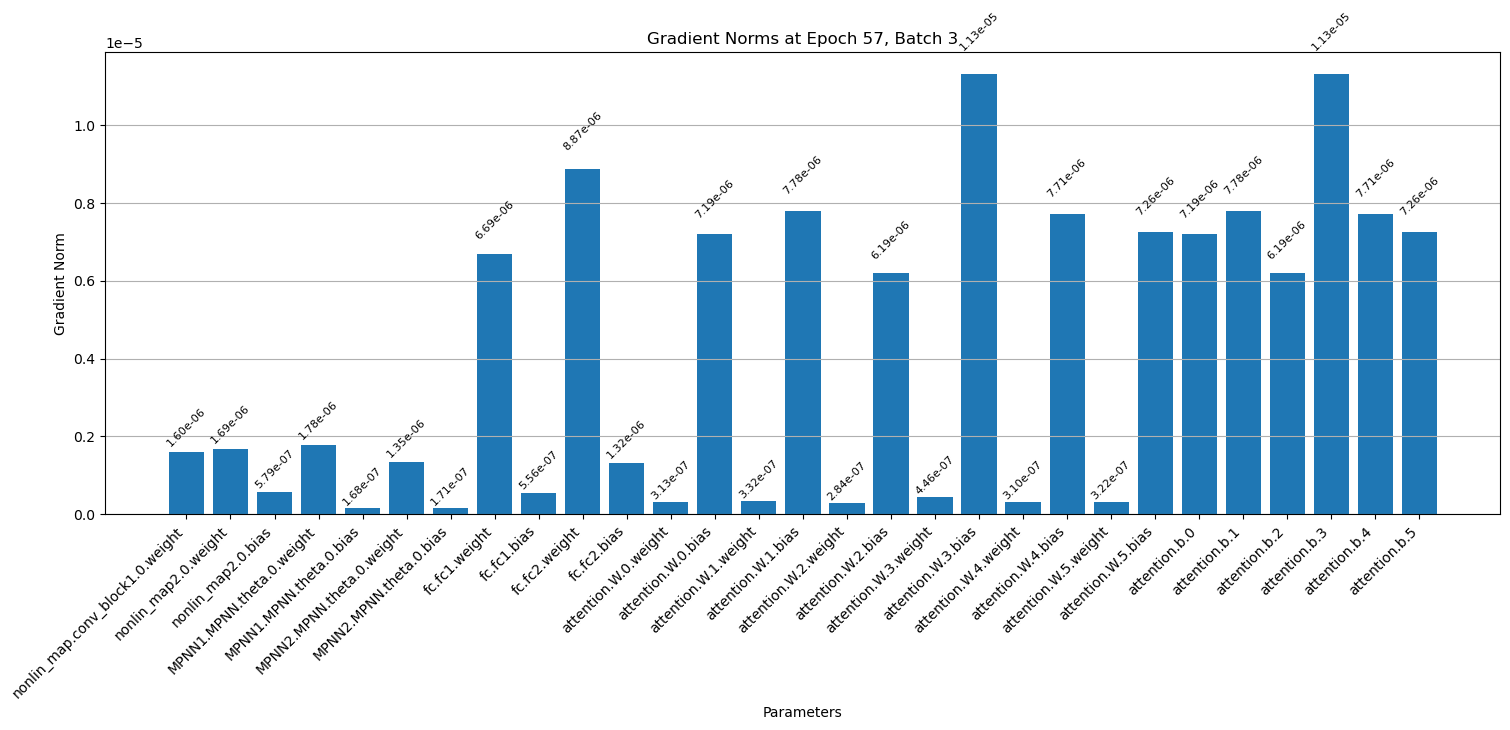 Gradient Norms at Epoch 57, Batch 3
1e−5
Gradient Norm
1.0
0.8
0.6
0.4
0.2
0.0
1.60e-06
1.69e-06
5.79e-07
1.78e-06
1.68e-07
1.35e-06
1.71e-07
6.69e-06
5.56e-07
8.87e-06
1.32e-06
3.13e-07
7.19e-06
3.32e-07
7.78e-06
2.84e-07
6.19e-06
4.46e-07
1.13e-05
3.10e-07
7.71e-06
3.22e-07
7.26e-06
7.19e-06
7.78e-06
6.19e-06
1.13e-05
7.71e-06
7.26e-06
nonlin_map.conv_block1.0.weight
nonlin_map2.0.weight
nonlin_map2.0.bias
MPNN1.MPNN.theta.0.weight
MPNN1.MPNN.theta.0.bias
MPNN2.MPNN.theta.0.weight
MPNN2.MPNN.theta.0.bias
fc.fc1.weight
fc.fc1.bias
fc.fc2.weight
fc.fc2.bias
attention.W.0.weight
attention.W.0.bias
attention.W.1.weight
attention.W.1.bias
attention.W.2.weight
attention.W.2.bias
attention.W.3.weight
attention.W.3.bias
attention.W.4.weight
attention.W.4.bias
attention.W.5.weight
attention.W.5.bias
attention.b.0
attention.b.1
attention.b.2
attention.b.3
attention.b.4
attention.b.5
Parameters